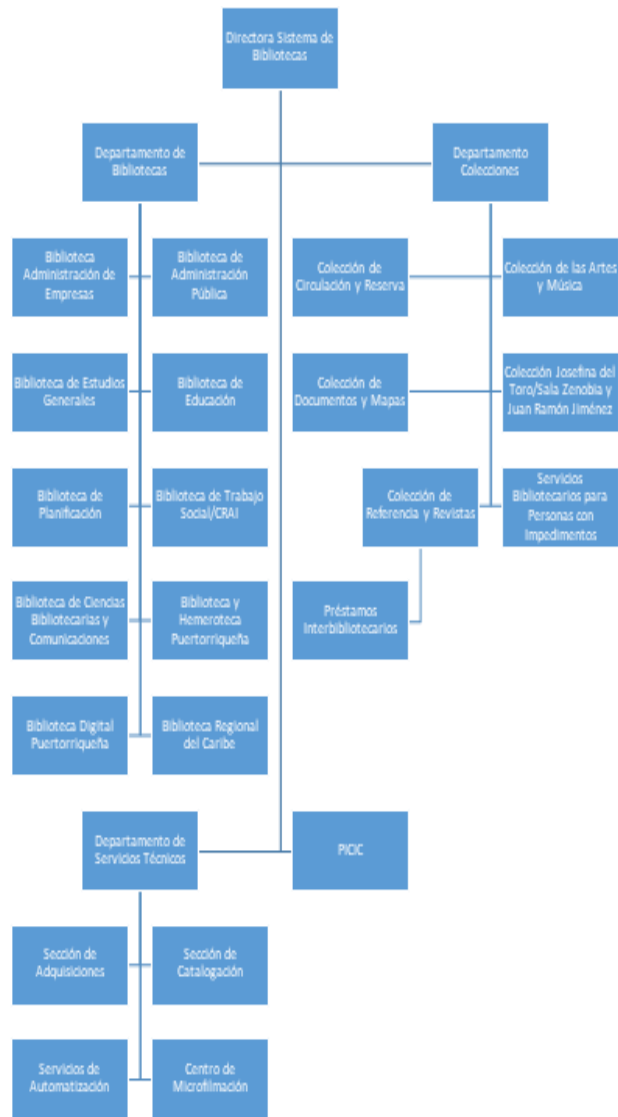 Directora Sistema de
Bibliotecas
Departamento de
Bibliotecas
Departamento
Colecciones
Biblioteca
Administración de
Empresas
Biblioteca de
Administración
Pública
Colección de
Circulación y Reserva
Colección de las Artes
y Música
Biblioteca de Estudios
Generales
Biblioteca de
Educación
Colección de
Documentos y Mapas
Colección Josefina del
Toro/Sala Zenobia y
Juan Ramón Jiménez
Biblioteca de
Planificación
Biblioteca de Trabajo
Social/CRAI
Colección de
Referencia y Revistas
Servicios
Bibliotecarios para
Personas con
Impedimentos
Biblioteca de Ciencias
Bibliotecarias y
Comunicaciones
Biblioteca y
Hemeroteca
Puertorriqueña
Préstamos
Interbibliotecarios
Biblioteca Digital
Puertorriqueña
Biblioteca Regional
del Caribe
Departamento de
Servicios Técnicos
PICIC
Sección de
Adquisiciones
Sección de
Catalogación
Servicios de
Automatización
Centro de
Microfilmación